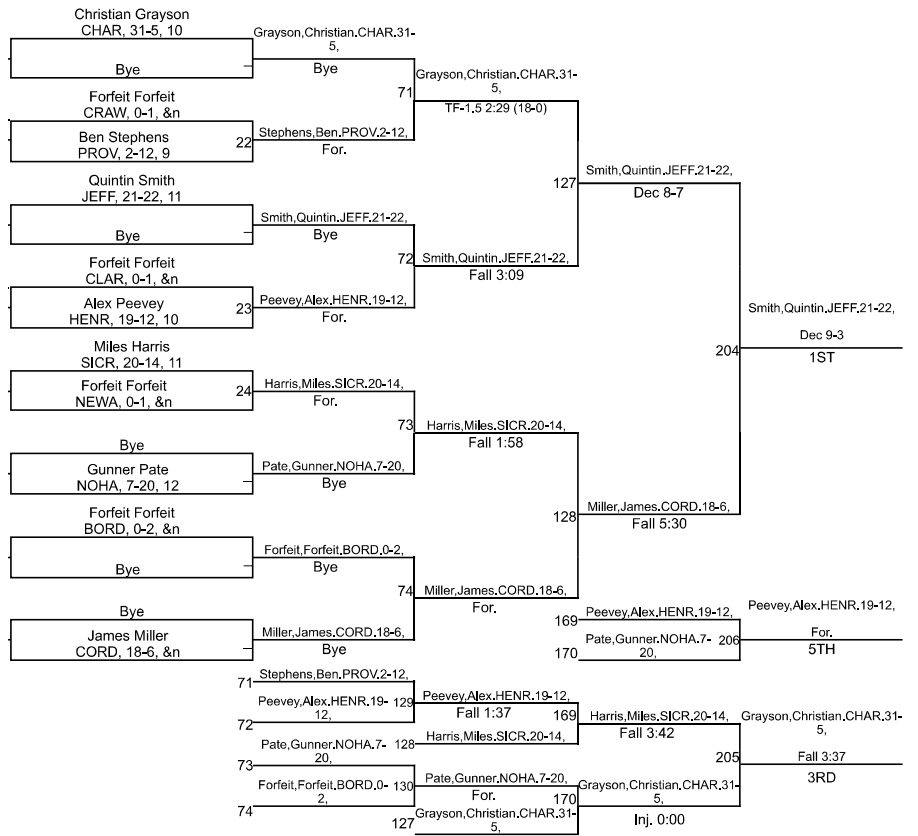 Christian Grayson
CHAR, 31-5, 10
Bye
Forfeit Forfeit
CRAW, 0-1, &n
Ben Stephens
PROV, 2-12, 9
22
Quintin Smith
JEFF, 21-22, 11
Bye
Forfeit Forfeit
CLAR, 0-1, &n
Alex Peevey
HENR, 19-12, 10
23
Miles Harris
SICR, 20-14, 11
Forfeit Forfeit
NEWA, 0-1, &n
24
Bye
Gunner Pate
NOHA, 7-20, 12
Forfeit Forfeit
BORD, 0-2, &n
Bye
Bye
James Miller
CORD, 18-6, &n
Grayson,Christian.CHAR.31-
5,
Bye
71
Stephens,Ben.PROV.2-12,
For.
Smith,Quintin.JEFF.21-22,
Bye
72
Peevey,Alex.HENR.19-12,
For.
Harris,Miles.SICR.20-14,
For.
73
Pate,Gunner.NOHA.7-20,
Bye
Forfeit,Forfeit.BORD.0-2,
Bye
74
Miller,James.CORD.18-6,
Bye
Grayson,Christian.CHAR.31-
5,
TF-1.5 2:29 (18-0)
127
Smith,Quintin.JEFF.21-22,
Fall 3:09
Harris,Miles.SICR.20-14,
Fall 1:58
128
Miller,James.CORD.18-6,
For.
Smith,Quintin.JEFF.21-22,
Dec 8-7
204
Miller,James.CORD.18-6,
Fall 5:30
Smith,Quintin.JEFF.21-22,
Dec 9-3
1ST
169
Peevey,Alex.HENR.19-12,
170
Pate,Gunner.NOHA.7-
20,
206
Peevey,Alex.HENR.19-12,
For.
5TH
71
Stephens,Ben.PROV.2-12,
72
Peevey,Alex.HENR.19-
12,
129
73
Pate,Gunner.NOHA.7-
20,
74
Forfeit,Forfeit.BORD.0-
2,
130
Peevey,Alex.HENR.19-12,
Fall 1:37
128
Harris,Miles.SICR.20-14,
169
Pate,Gunner.NOHA.7-20,
For.
127
Grayson,Christian.CHAR.31-
5,
170
Harris,Miles.SICR.20-14,
Fall 3:42
205
Grayson,Christian.CHAR.31-
5,
Inj. 0:00
Grayson,Christian.CHAR.31-
5,
Fall 3:37
3RD